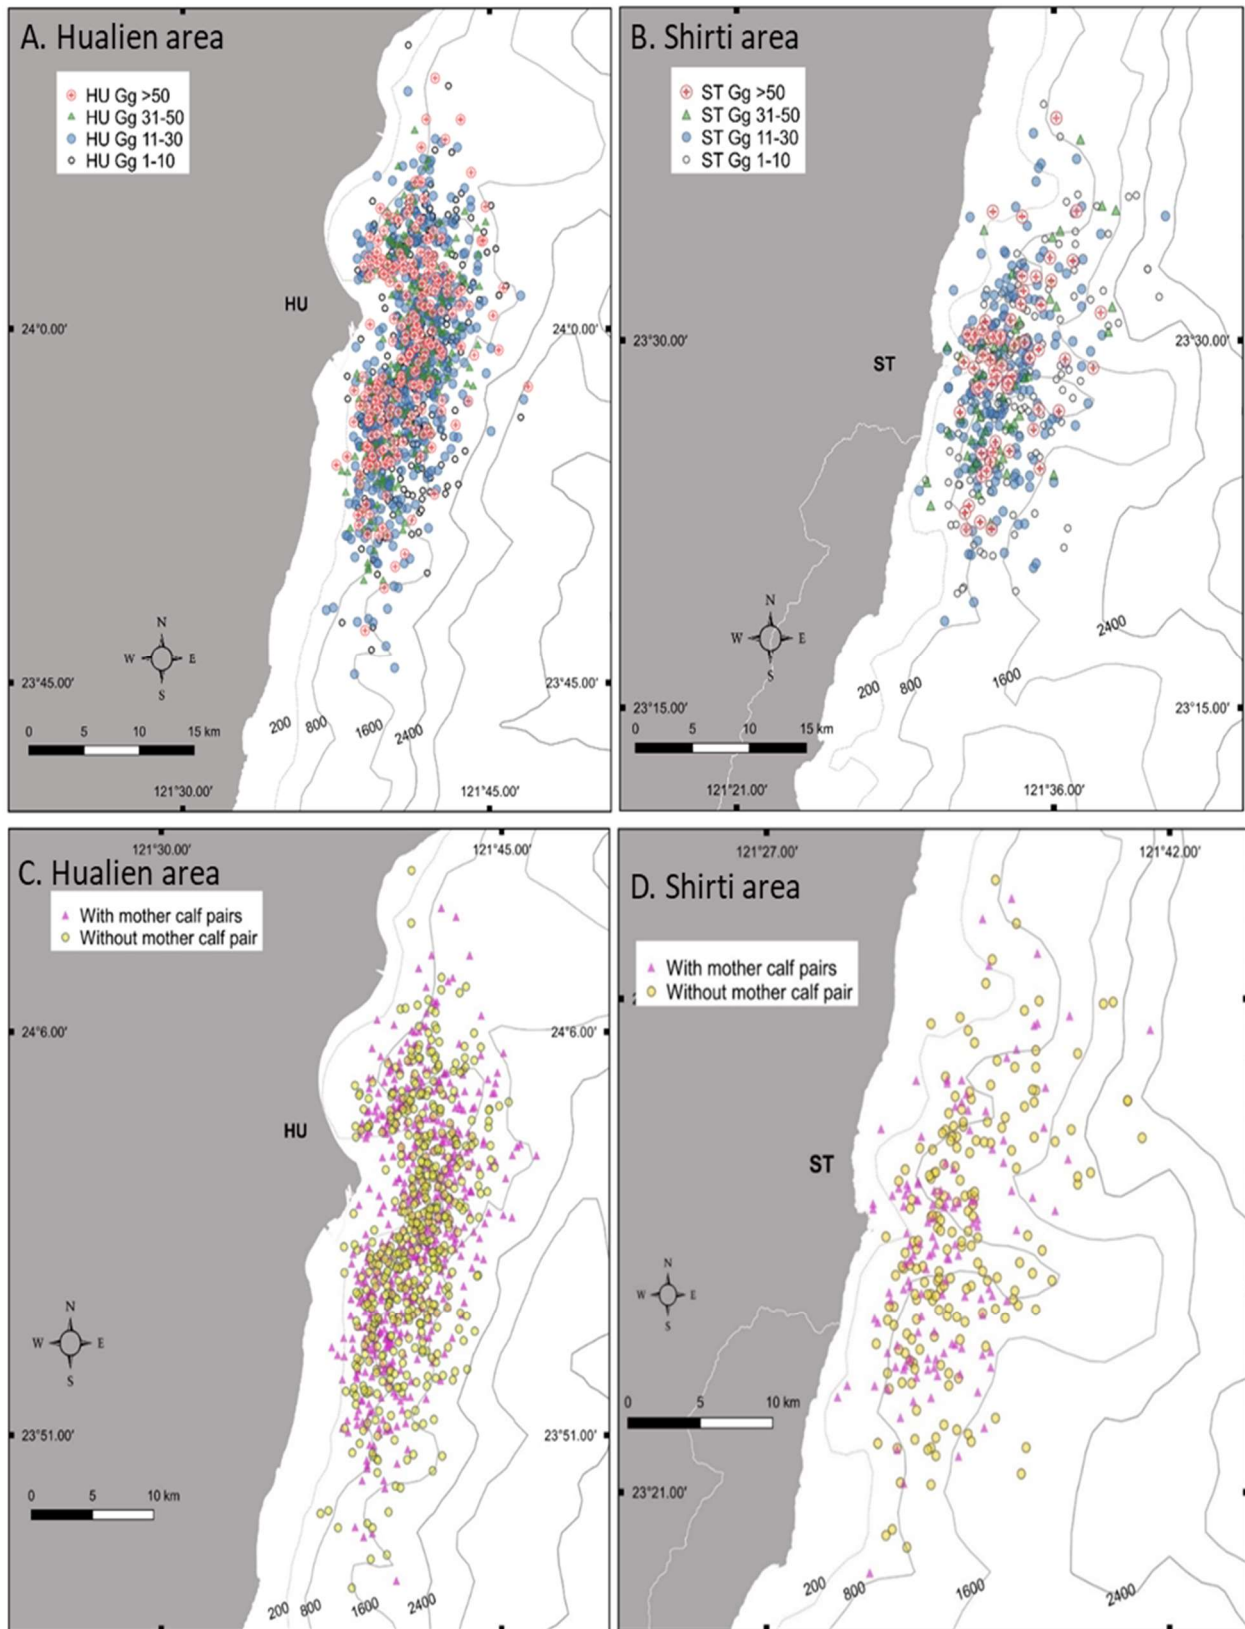 A. Hualien area
HU Gg >50
HU Gg 31-50
HU Gg 11-30
HU Gg 1-10
HU
24°0.00'
24°0.00'
N
W E
S
23°45.00'
23°45.00'
0 5 10 15 km
200 800 1600 2400
121°30.00' 121°45.00'
B. Shirti area
ST Gg >50
ST Gg 31-50
ST Gg 11-30
ST Gg 1-10
23°30.00' 23°30.00'
ST
N
W E
S
2400
1600
800
200
23°15.00' 23°15.00'
0 5 10 15 km
121°21.00' 121°36.00'
121°30.00' 121°45.00'
C. Hualien area
With mother calf pairs
Without mother calf pair
24°6.00' 24°6.00'
HU
N
W E
S
23°51.00' 23°51.00'
0 5 10 km
200 800 1600 2400
121°27.00' 121°42.00'
D. Shirti area
With mother calf pairs
Without mother calf pair
ST
N
W E
S
0 5 10 km
23°21.00'
200 800 1600 2400